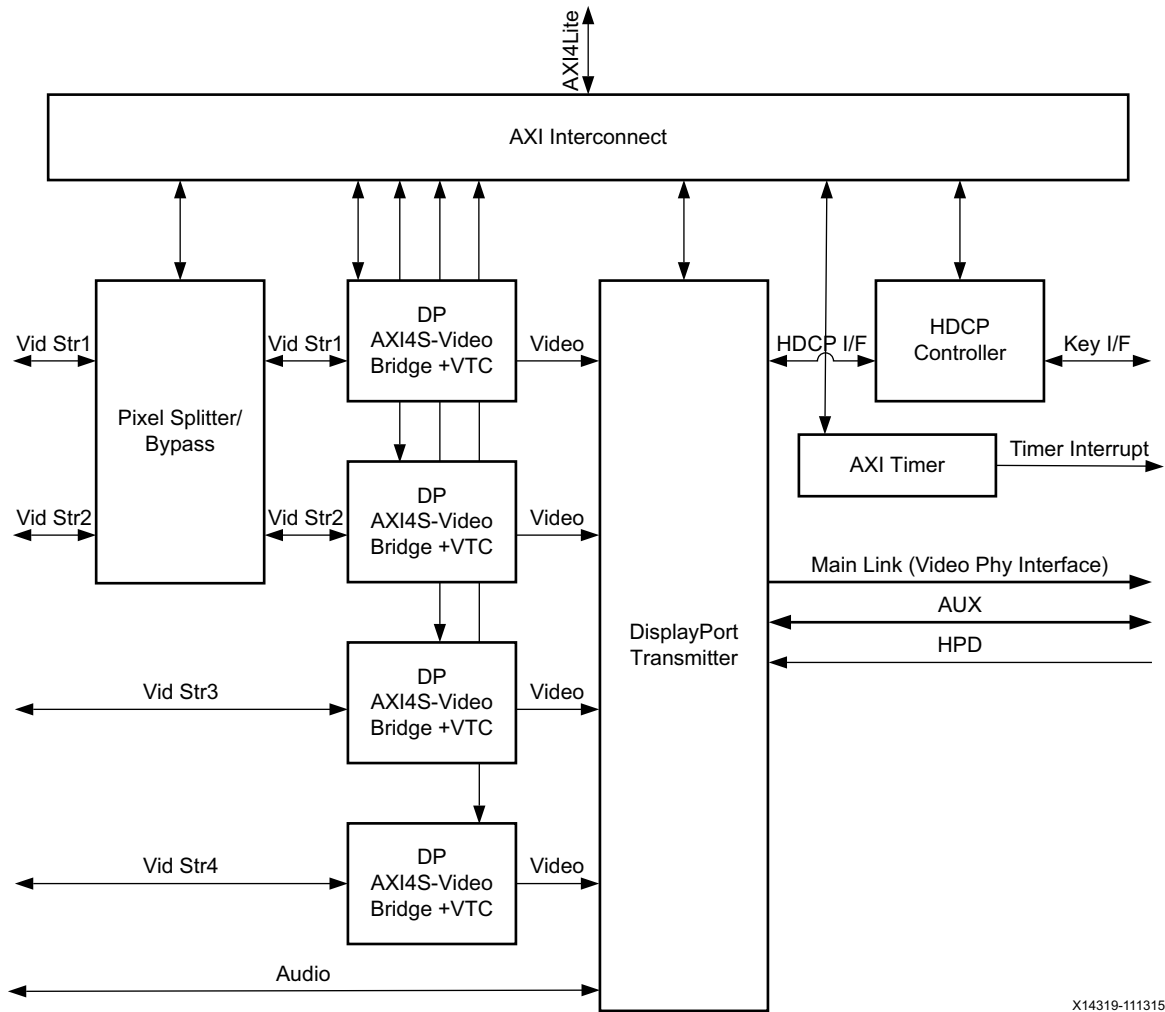 AXI4Lite
AXI Interconnect
Vid Str1
Vid Str1
DP
AXI4S-Video
Bridge +VTC
Video
HDCP I/F
HDCP
Controller
Key I/F
Pixel Splitter/
Bypass
AXI Timer
Timer Interrupt
Vid Str2
Vid Str2
DP
AXI4S-Video
Bridge +VTC
Video
Main Link (Video Phy Interface)
AUX
HPD
DisplayPort
Transmitter
Vid Str3
DP
AXI4S-Video
Bridge +VTC
Video
Vid Str4
DP
AXI4S-Video
Bridge +VTC
Video
Audio
X14319-111315